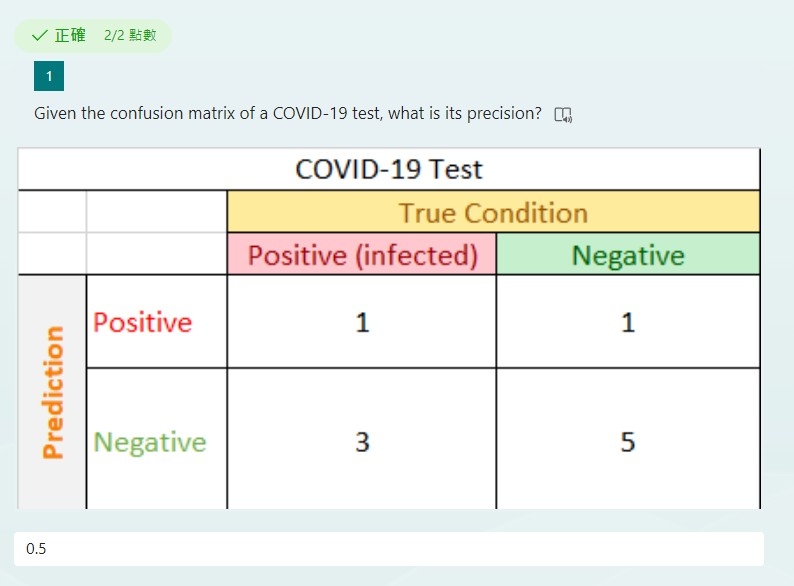 正確 2/2 點數
1
Given the confusion matrix of a COVID-19 test, what is its precision?
COVID-19 Test
True Condition
Positive (infected) Negative
Prediction
Positive 1 1
Negative 3 5
0.5